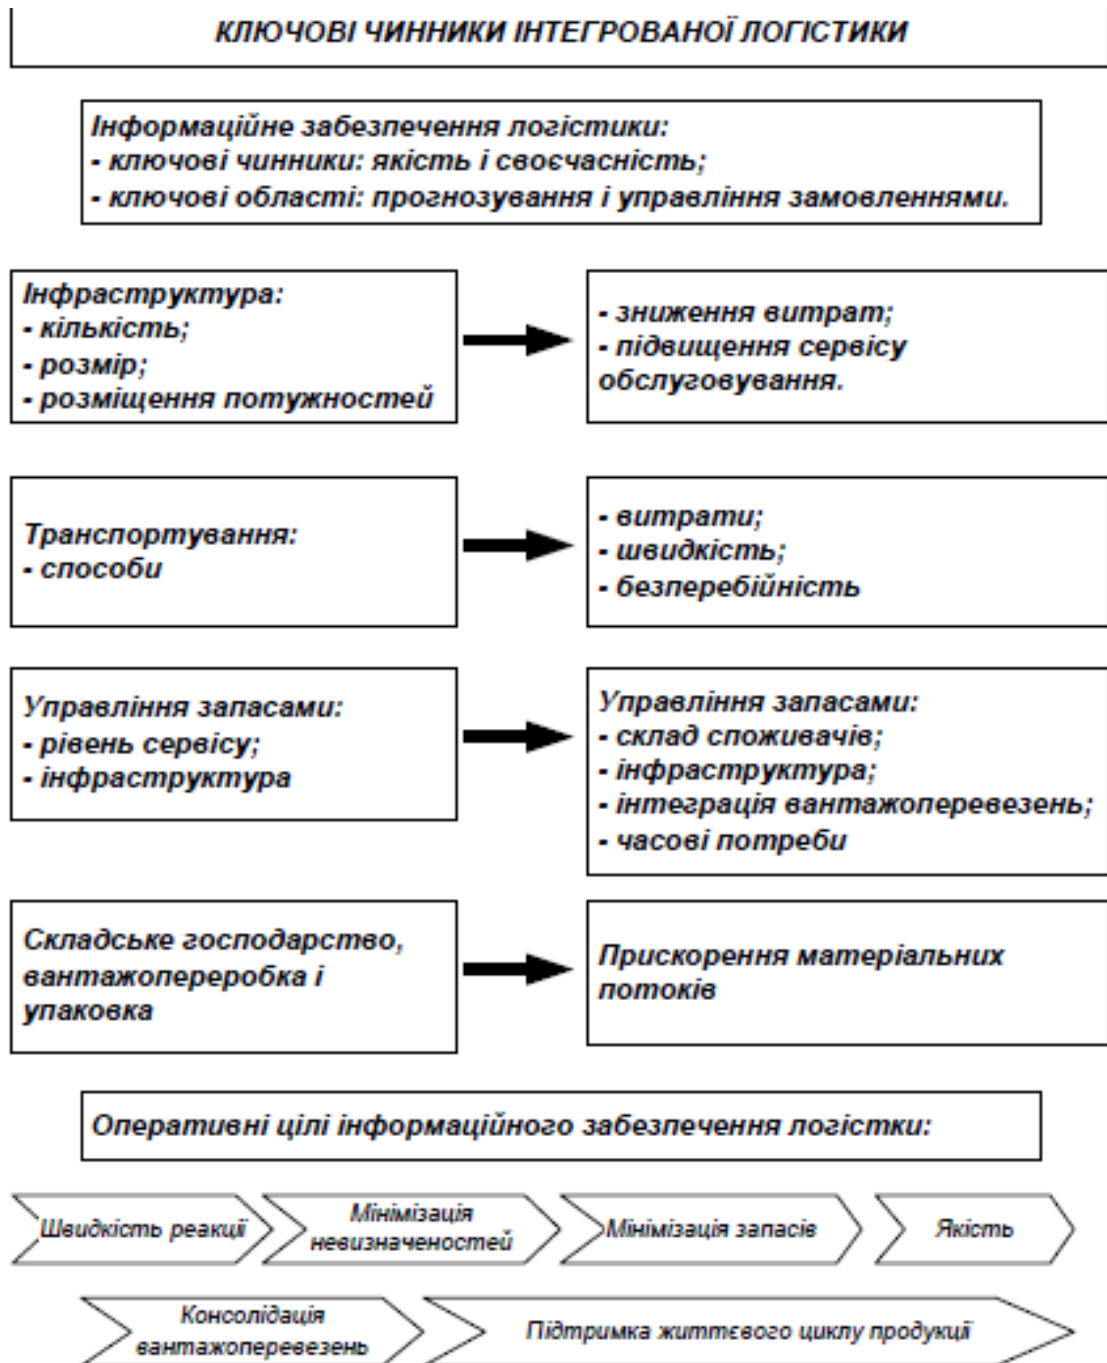 КЛЮЧОВІ ЧИННИКИ ІНТЕГРОВАНОЇ ЛОГІСТИКИ
Інформаційне забезпечення логістики:
- ключові чинники: якість і своєчасність;
- ключові області: прогнозування і управління замовленнями.
Інфраструктура:
- кількість;
- розмір;
- розміщення потужностей
- зниження витрат;
- підвищення сервісу
обслуговування.
Транспортування:
- способи
- витрати;
- швидкість;
- безперебійність
Управління запасами:
- рівень сервісу;
- інфраструктура
Управління запасами:
- склад споживачів;
- інфраструктура;
- інтеграція вантажоперевезень;
- часові потреби
Складське господарство,
вантажопереробка і
упаковка
Прискорення матеріальних
потоків
Оперативні цілі інформаційного забезпечення логістки:
Швидкість реакції
Мінімізація
невизначеностей
Мінімізація запасів
Якість
Консолідація
вантажоперевезень
Підтримка життєвого циклу продукції